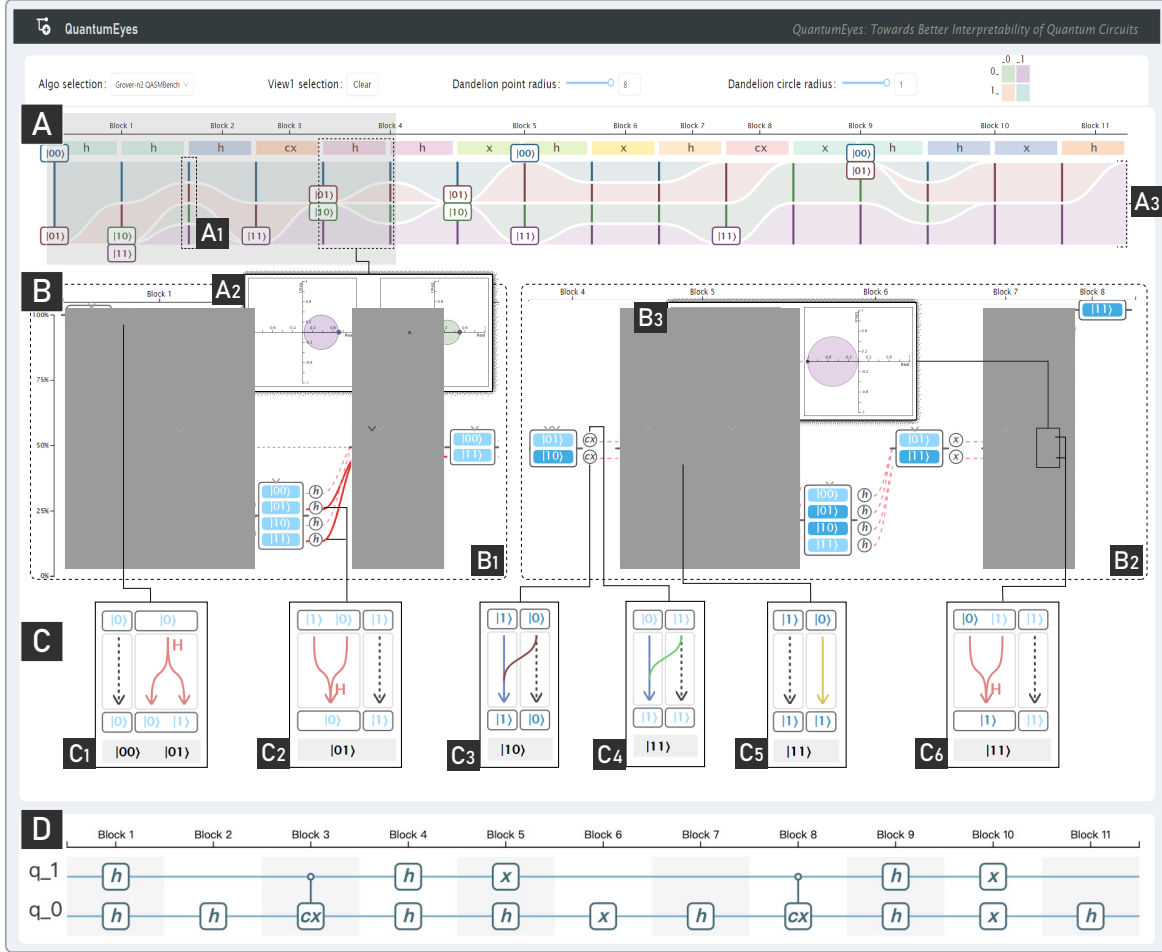 QuantumEyes
QuantumEyes: Towards Better Interpretability of Quantum Circuits
Algo selection: Grover-n2 QASMBench
View1 selection: Clear
Dandelion point radius: 8
Dandelion circle radius: 1
_0 _1
0_
1_
A
Block 1 Block 2 Block 3 Block 4 Block 5 Block 6 Block 7 Block 8 Block 9 Block 10 Block 11
h h h cx h h x h x h cx x h h x h
|00⟩ |00⟩ |00⟩
|01⟩ |01⟩ |01⟩
|10⟩ |10⟩
|01⟩ |10⟩ |11⟩ |11⟩ |11⟩
|11⟩
A1
A3
A2
B
Block 1
Block 4 Block 5 Block 6 Block 7 Block 8
B3
|11⟩
100%
75%
50%
25%
0%
|00⟩
|11⟩
|00⟩ h
|01⟩ h
|10⟩ h
|11⟩ h
|01⟩ cx
|10⟩ cx
|01⟩ x
|11⟩ x
|00⟩ h
|01⟩ h
|10⟩ h
|11⟩ h
B1
B2
C
|0⟩ |0⟩
H
|0⟩ |0⟩ |1⟩
C1
|00⟩ |01⟩
|1⟩ |0⟩ |1⟩
H
|0⟩ |1⟩
C2
|01⟩
|1⟩ |0⟩
|1⟩ |0⟩
C3
|10⟩
|0⟩ |1⟩
|1⟩ |1⟩
C4
|11⟩
|1⟩ |0⟩
|1⟩ |1⟩
C5
|11⟩
|0⟩ |1⟩ |1⟩
H
|1⟩ |1⟩
C6
|11⟩
D
Block 1 Block 2 Block 3 Block 4 Block 5 Block 6 Block 7 Block 8 Block 9 Block 10 Block 11
q_1 h h x h x
q_0 h h cx h h x h cx h x h